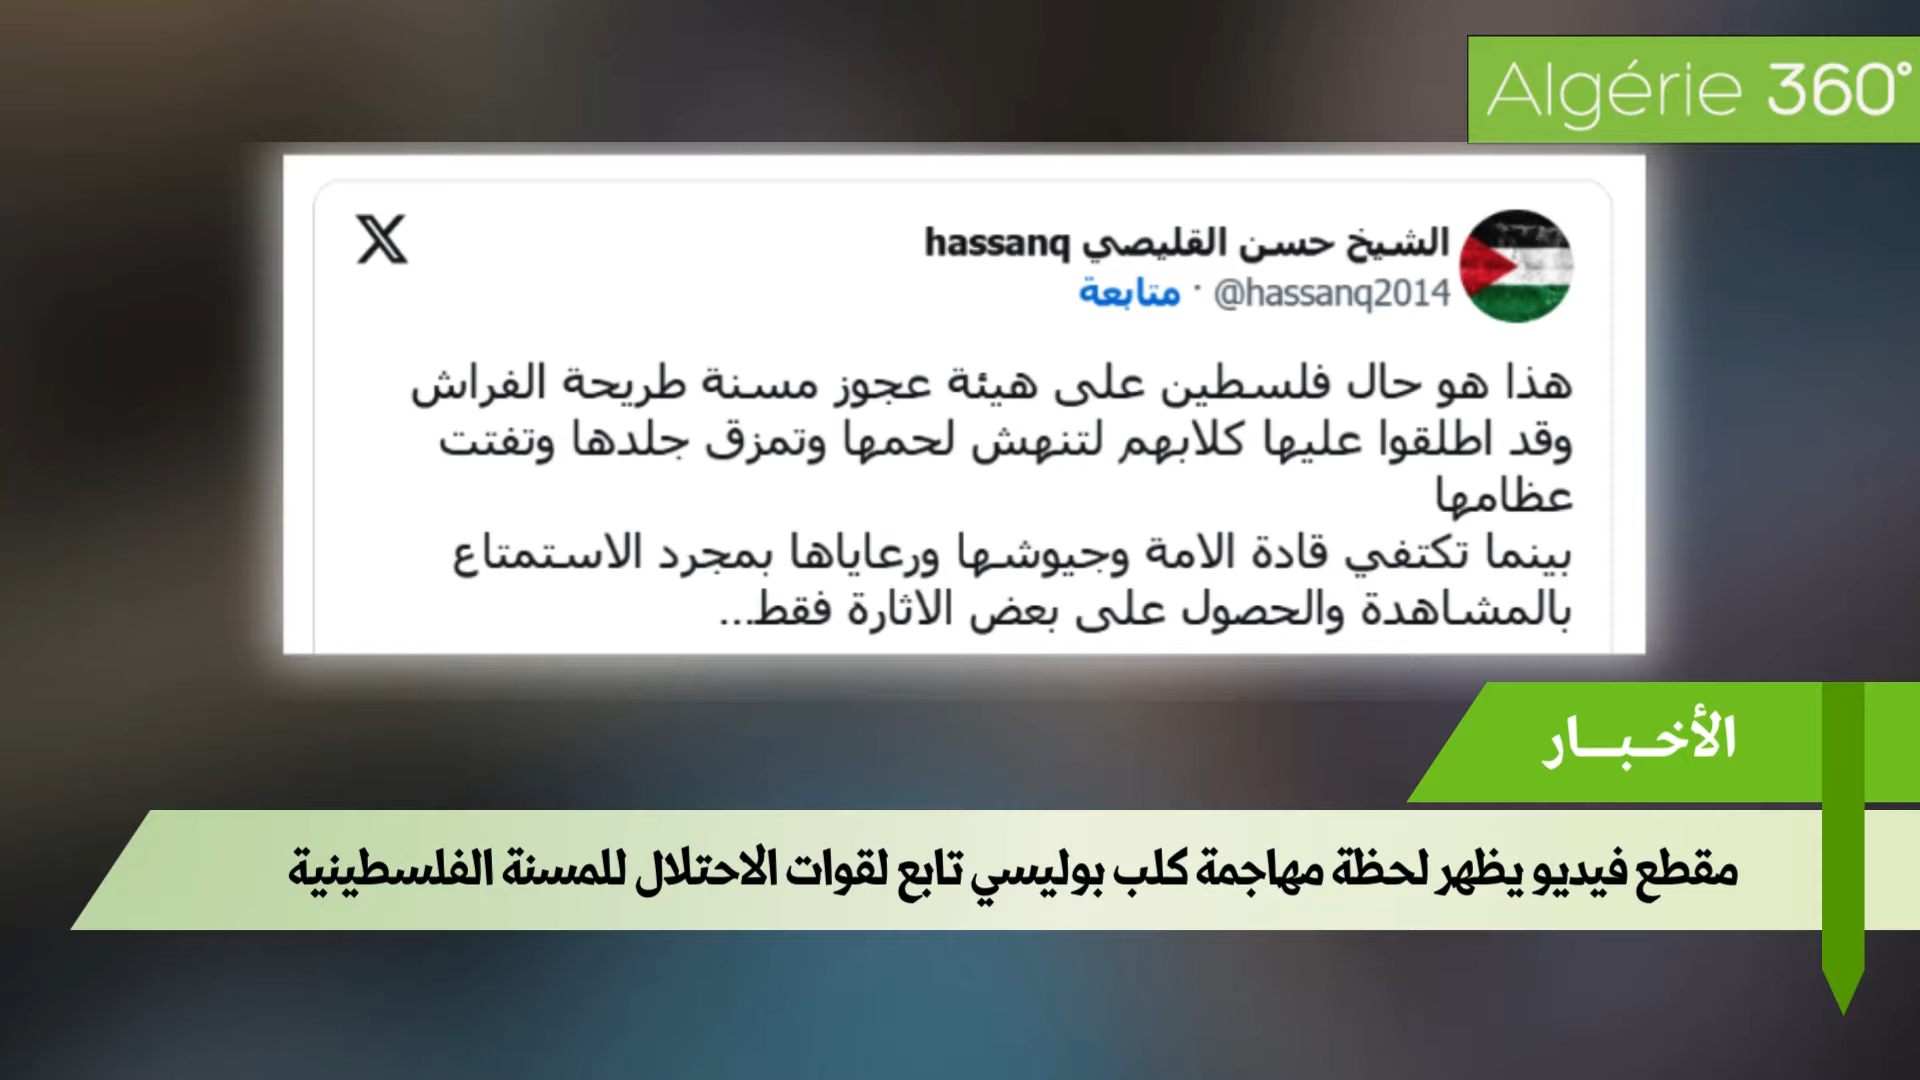 Algérie 360°
الشيخ حسن القليصي hassanq
@hassanq2014 · متابعة
هذا هو حال فلسطين على هيئة عجوز مسنة طريحة الفراش
وقد اطلقوا عليها كلابهم لتنهش لحمها وتمزق جلدها وتفتت
عظامها
بينما تكتفي قادة الامة وجيوشها ورعاياها بمجرد الاستمتاع
بالمشاهدة والحصول على بعض الاثارة فقط...
الأخبار
مقطع فيديو يظهر لحظة مهاجمة كلب بوليسي تابع لقوات الاحتلال للمسنة الفلسطينية